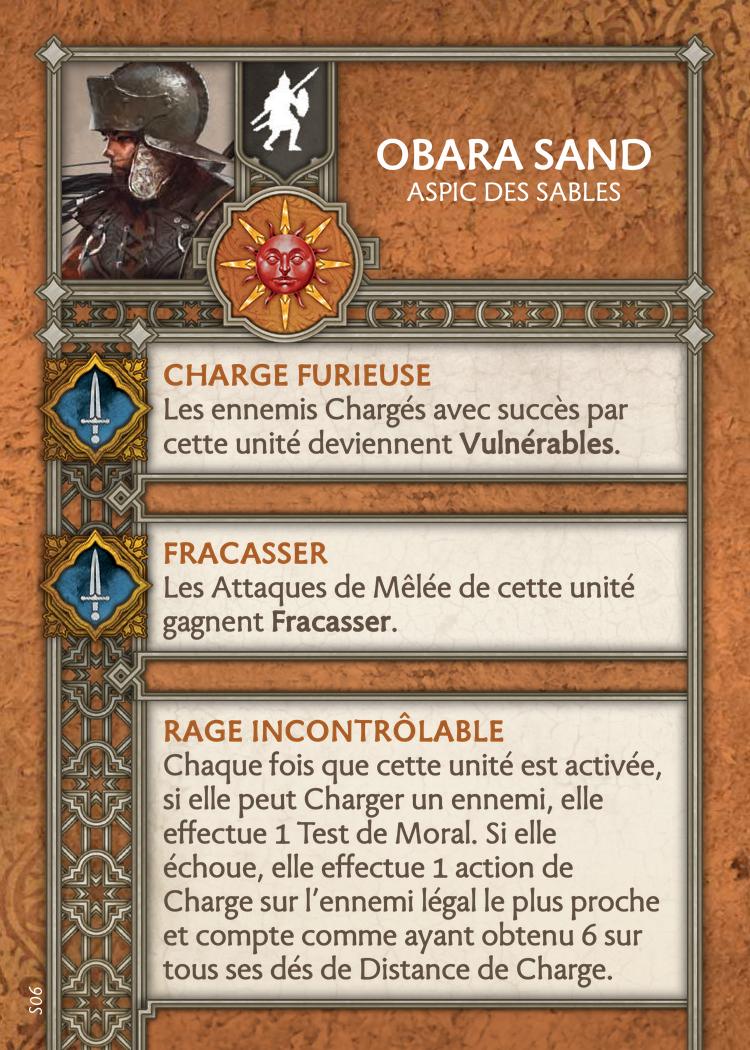 OBARA SAND
ASPIC DES SABLES
CHARGE FURIEUSE
Les ennemis Chargés avec succès par
cette unité deviennent Vulnérables.
FRACASSER
Les Attaques de Mêlée de cette unité
gagnent Fracasser.
RAGE INCONTRÔLABLE
Chaque fois que cette unité est activée,
si elle peut Charger un ennemi, elle
effectue 1 Test de Moral. Si elle
échoue, elle effectue 1 action de
Charge sur l'ennemi légal le plus proche
et compte comme ayant obtenu 6 sur
tous ses dés de Distance de Charge.
S06